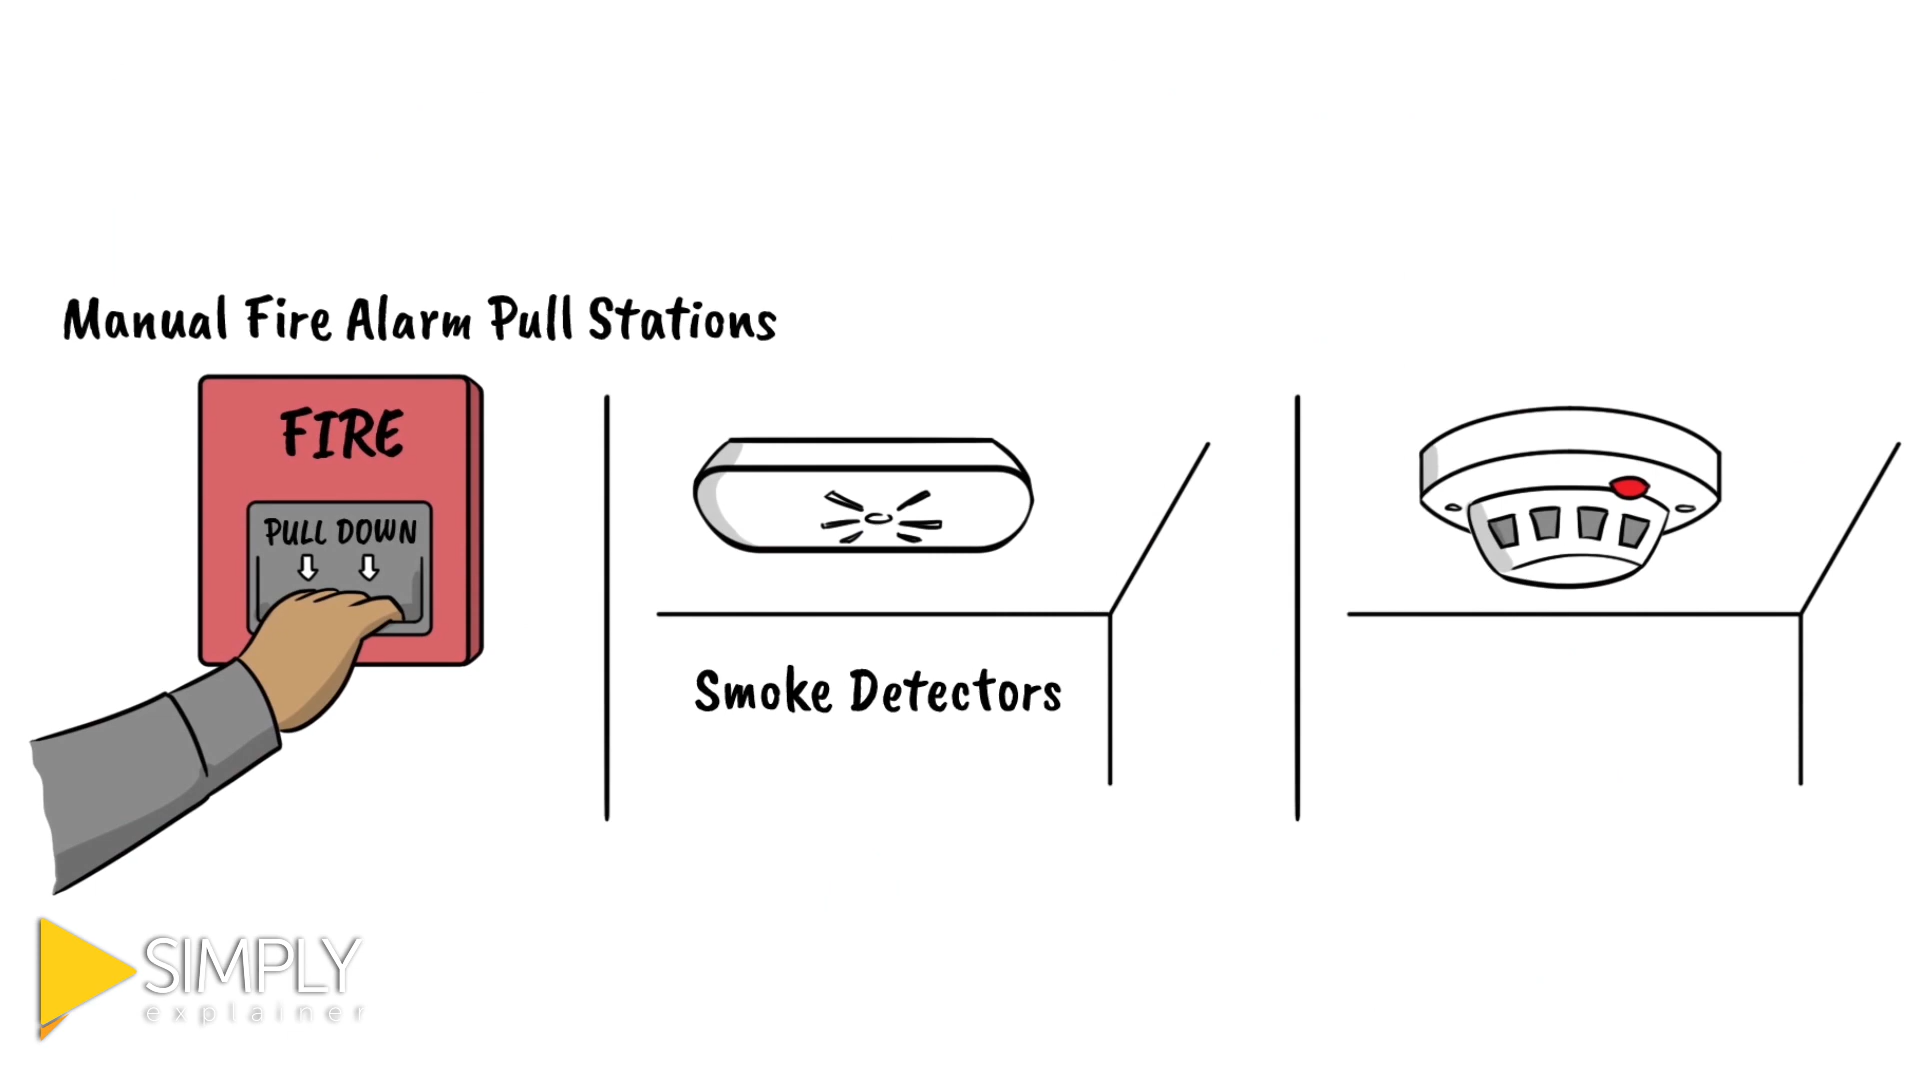 Manual Fire Alarm Pull Stations
FIRE
PULL DOWN
Smoke Detectors
SIMPLY
explainer